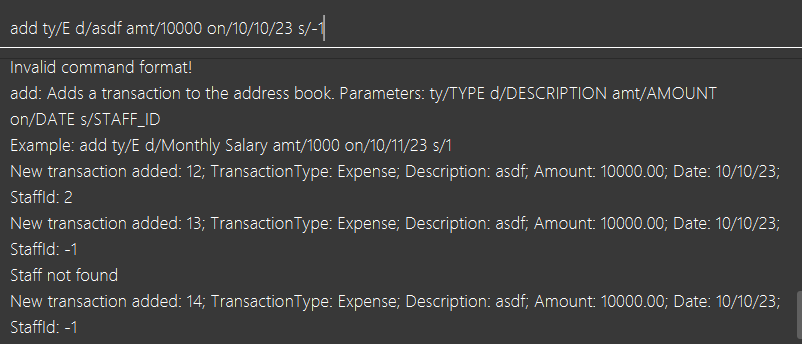 add ty/E d/asdf amt/10000 on/10/10/23 s/-1
Invalid command format!
add: Adds a transaction to the address book. Parameters: ty/TYPE d/DESCRIPTION amt/AMOUNT
on/DATE s/STAFF_ID
Example: add ty/E d/Monthly Salary amt/1000 on/10/11/23 s/1
New transaction added: 12; TransactionType: Expense; Description: asdf; Amount: 10000.00; Date: 10/10/23;
StaffId: 2
New transaction added: 13; TransactionType: Expense; Description: asdf; Amount: 10000.00; Date: 10/10/23;
StaffId: -1
Staff not found
New transaction added: 14; TransactionType: Expense; Description: asdf; Amount: 10000.00; Date: 10/10/23;
StaffId: -1